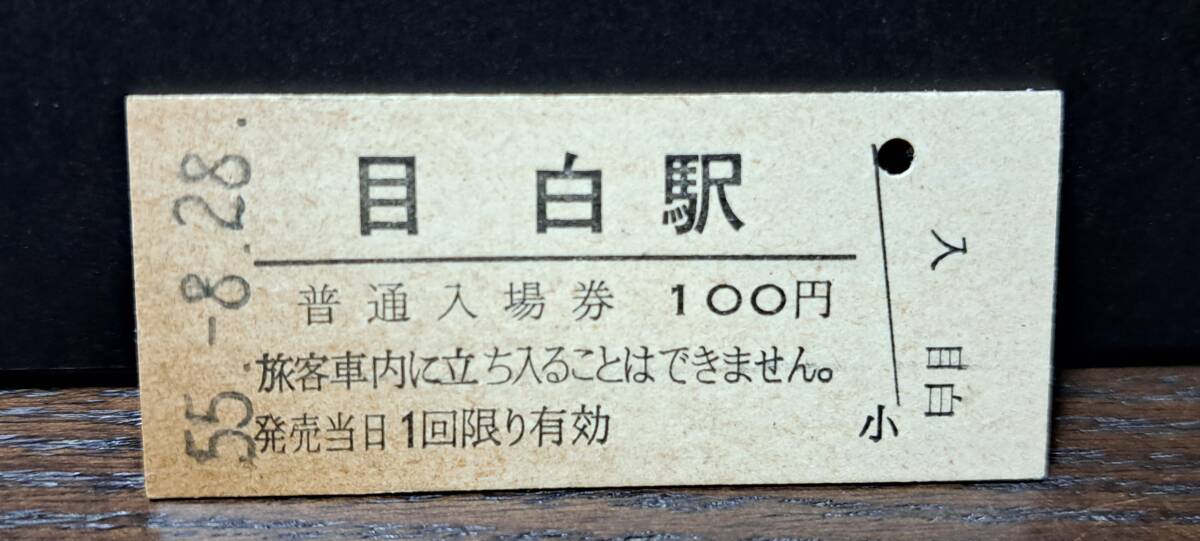 目白駅
普通入場券 100円
旅客車内に立ち入ることはできません。
発売当日1回限り有効
55.-8.28.
入 目白
小